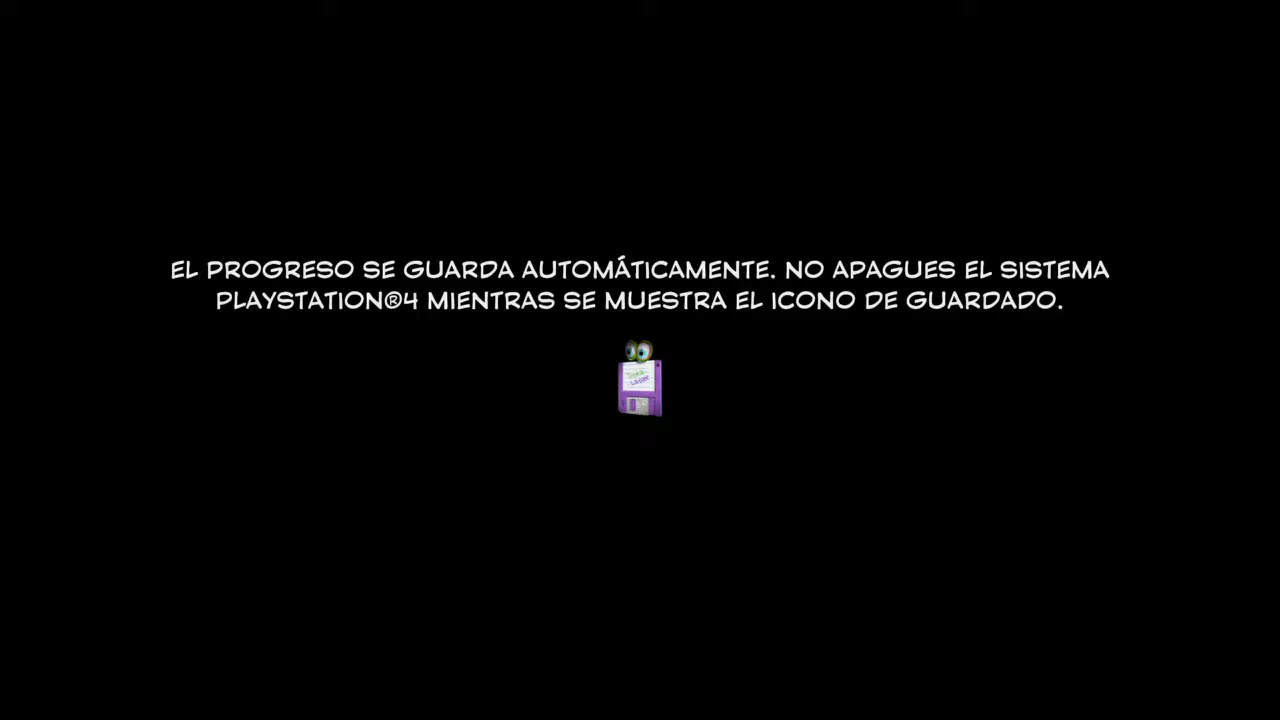 EL PROGRESO SE GUARDA AUTOMÁTICAMENTE. NO APAGUES EL SISTEMA
PLAYSTATION®4 MIENTRAS SE MUESTRA EL ICONO DE GUARDADO.